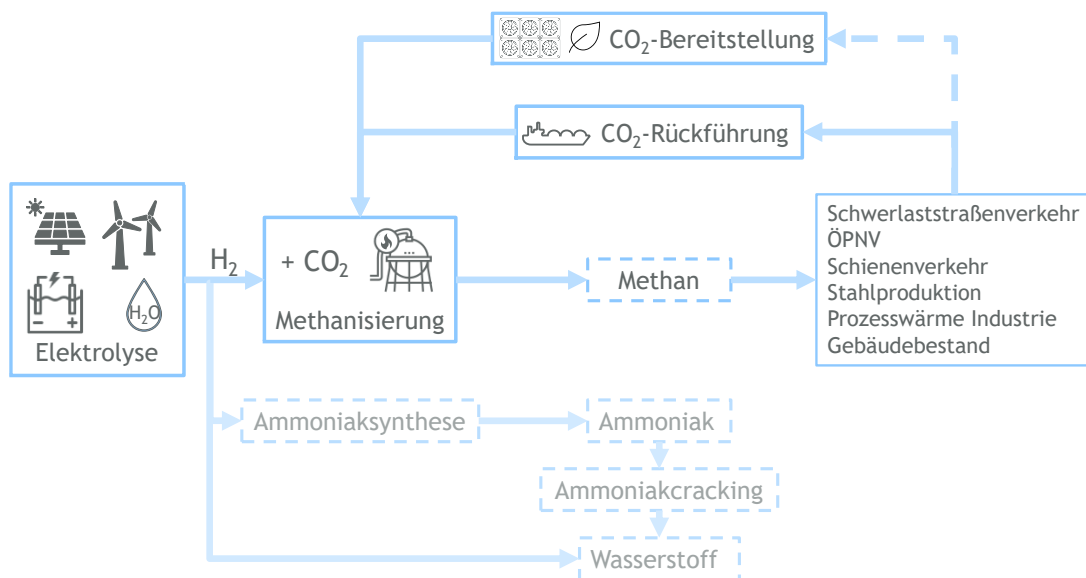 CO₂-Bereitstellung
CO₂-Rückführung
H₂O
- +
Elektrolyse
H₂
+ CO₂
Methanisierung
Methan
Schwerlaststraßenverkehr
ÖPNV
Schienenverkehr
Stahlproduktion
Prozesswärme Industrie
Gebäudebestand
Ammoniaksynthese
Ammoniak
Ammoniakcracking
Wasserstoff